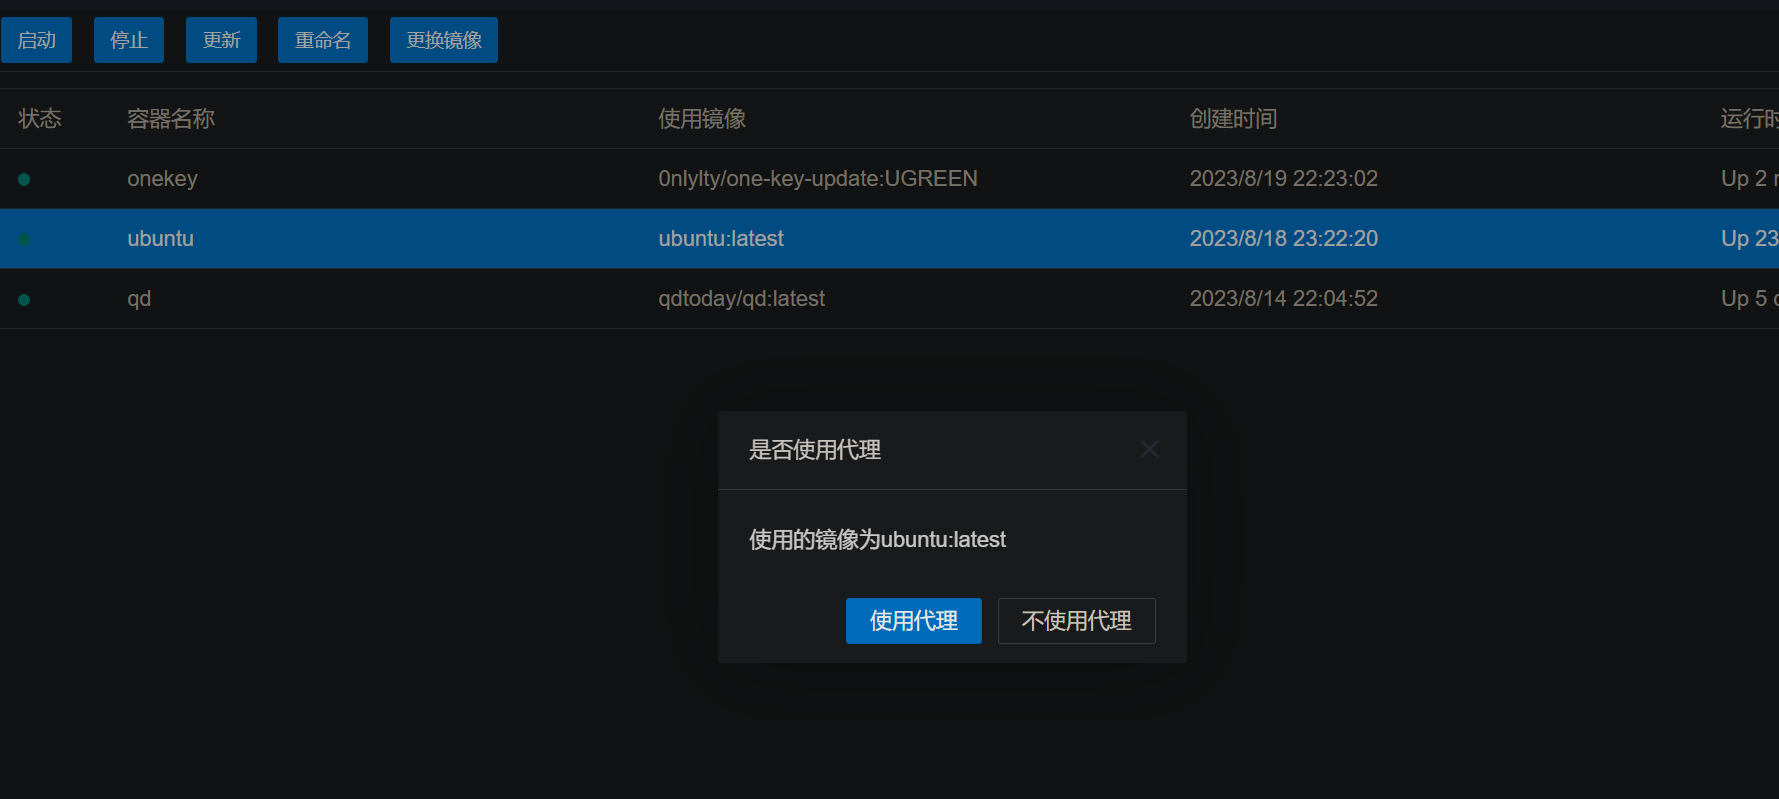 启动 停止 更新 重命名 更换镜像
状态 容器名称 使用镜像 创建时间 运行时
onekey 0nlylty/one-key-update:UGREEN 2023/8/19 22:23:02 Up 2
ubuntu ubuntu:latest 2023/8/18 23:22:20 Up 23
qd qdtoday/qd:latest 2023/8/14 22:04:52 Up 5
是否使用代理
使用的镜像为ubuntu:latest
使用代理 不使用代理